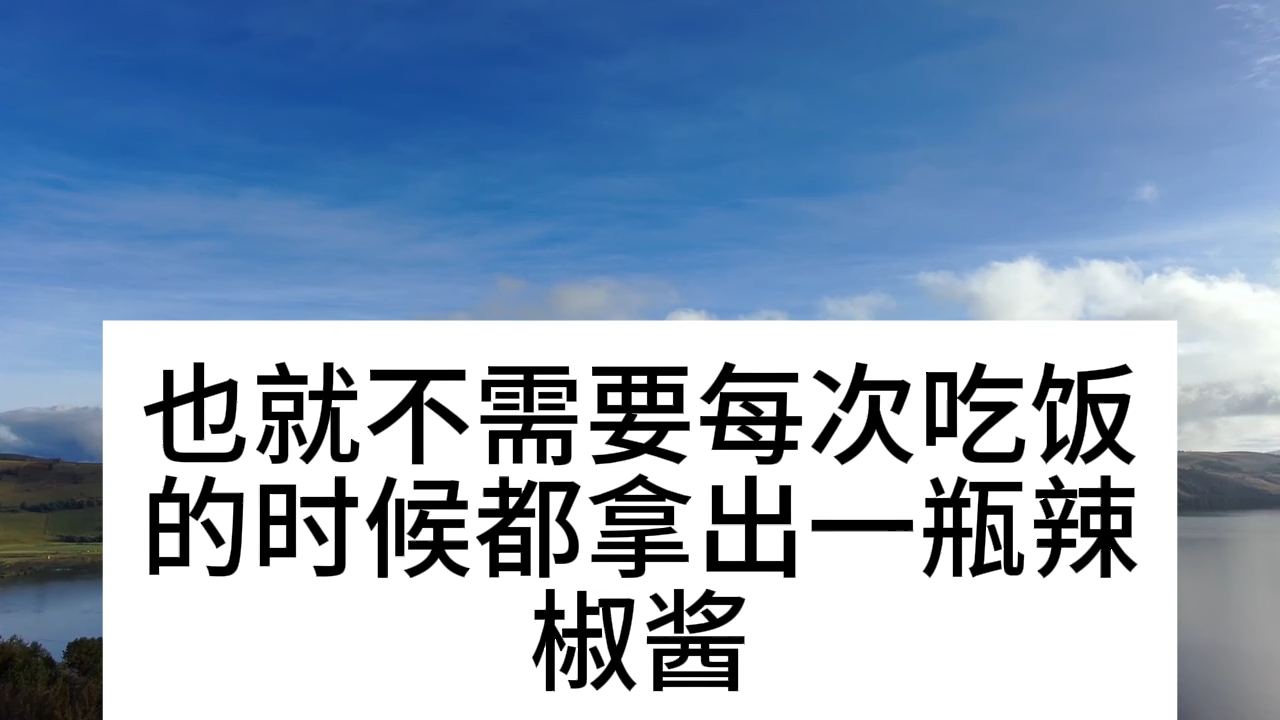 也就不需要每次吃饭
的时候都拿出一瓶辣
椒酱